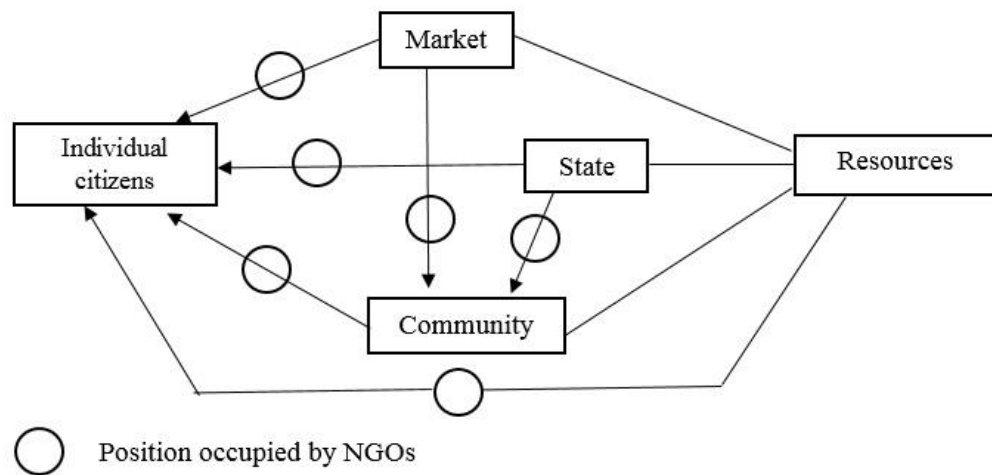 Market
Individual
citizens
State
Resources
Community
Position occupied by NGOs